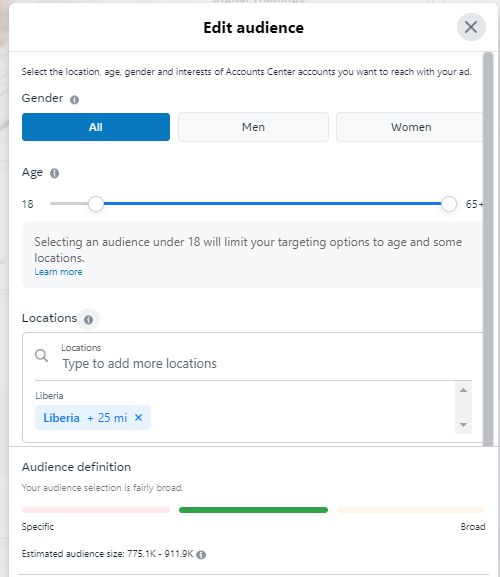 Edit audience
Select the location, age, gender and interests of Accounts Center accounts you want to reach with your ad.
Gender
All
Men
Women
Age
18
65+
Selecting an audience under 18 will limit your targeting options to age and some
locations.
Learn more
Locations
Locations
Type to add more locations
Liberia
Liberia + 25 mi ×
Audience definition
Your audience selection is fairly broad.
Specific
Broad
Estimated audience size: 775.1K - 911.9K